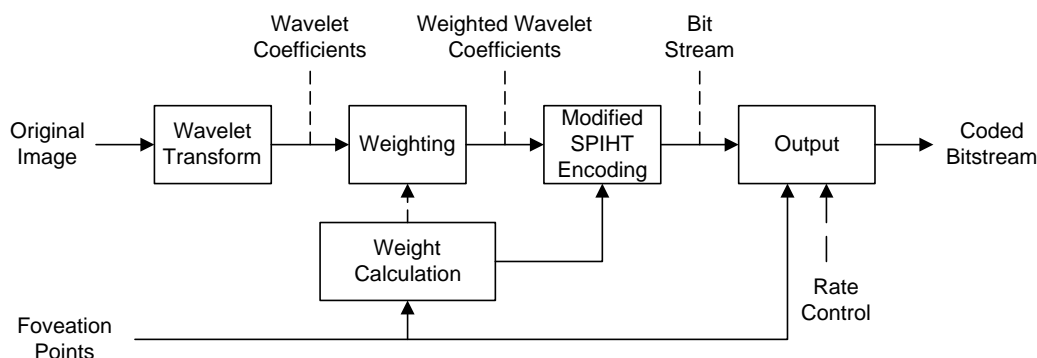 Wavelet
Coefficients
Weighted Wavelet
Coefficients
Bit
Stream
Original
Image
Wavelet
Transform
Weighting
Modified
SPIHT
Encoding
Output
Coded
Bitstream
Weight
Calculation
Rate
Control
Foveation
Points